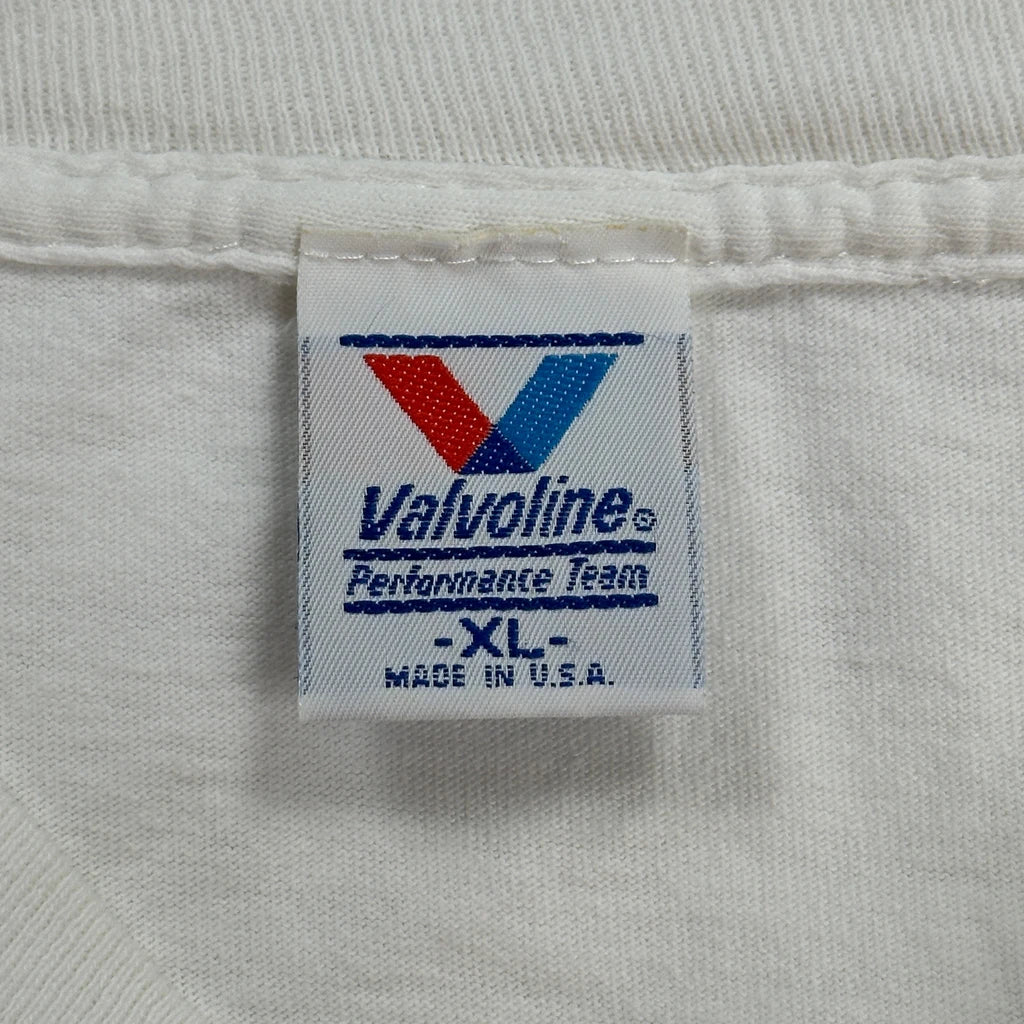 Valvoline®
Performance Team
-XL-
MADE IN U.S.A.